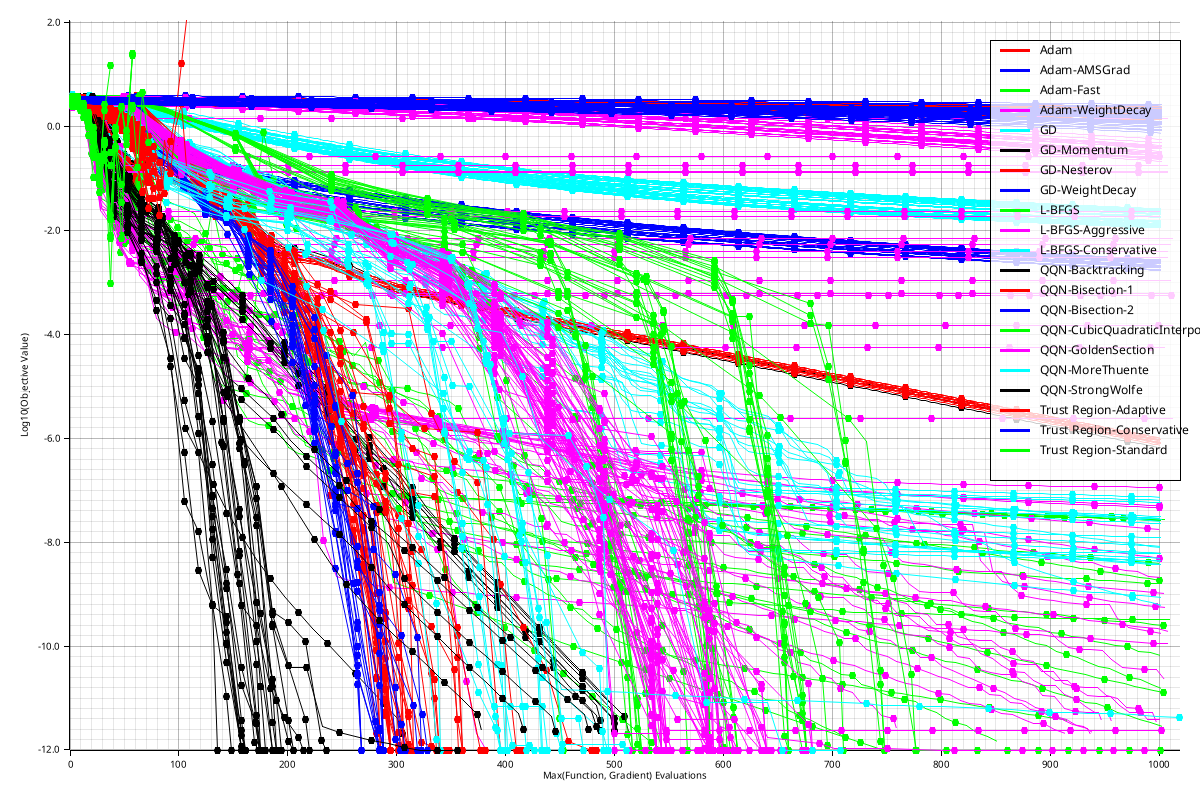 2.0
0.0
-2.0
-4.0
-6.0
-8.0
-10.0
-12.0
Log10(Objective Value)
0
100
200
300
400
500
600
700
800
900
1000
Max(Function, Gradient) Evaluations
Adam
Adam-AMSGrad
Adam-Fast
Adam-WeightDecay
GD
GD-Momentum
GD-Nesterov
GD-WeightDecay
L-BFGS
L-BFGS-Aggressive
L-BFGS-Conservative
QQN-Backtracking
QQN-Bisection-1
QQN-Bisection-2
QQN-CubicQuadraticInterpo
QQN-GoldenSection
QQN-MoreThuente
QQN-StrongWolfe
Trust Region-Adaptive
Trust Region-Conservative
Trust Region-Standard